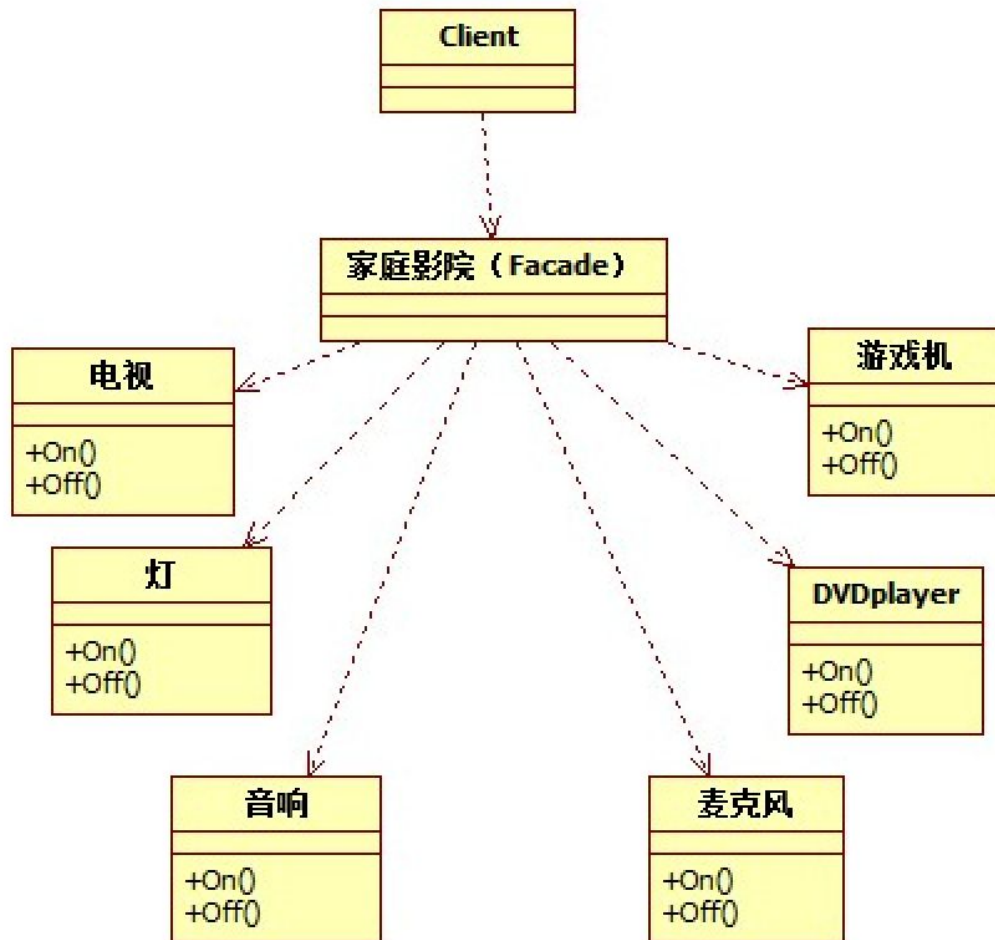 Client
家庭影院（Facade）
电视
+On()
+Off()
游戏机
+On()
+Off()
灯
+On()
+Off()
DVDplayer
+On()
+Off()
音响
+On()
+Off()
麦克风
+On()
+Off()